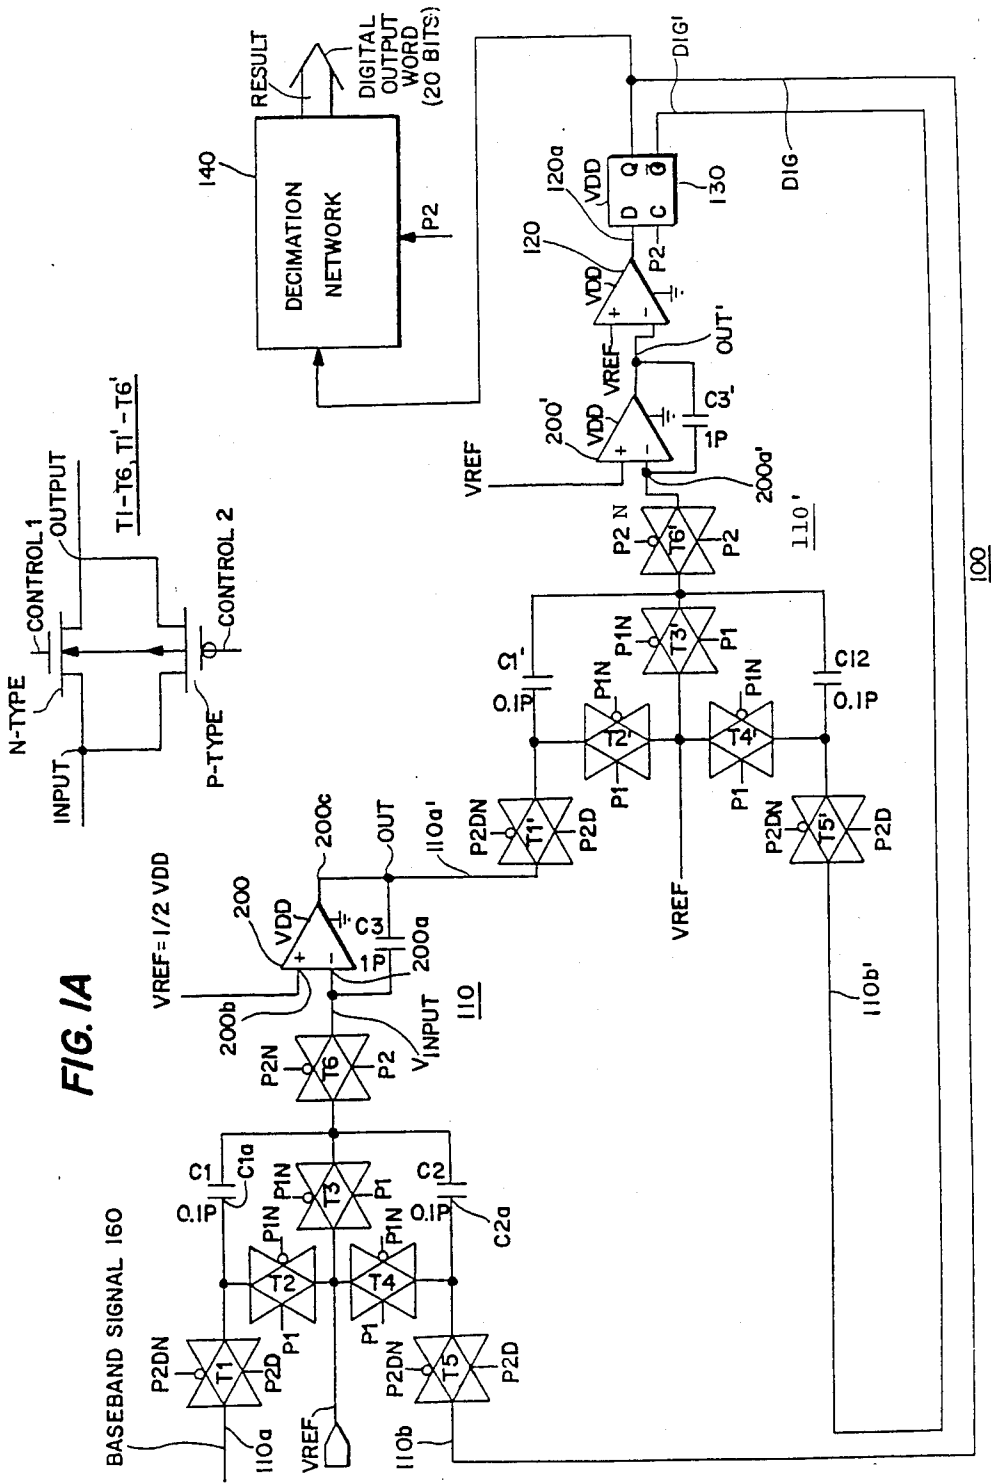 FIG. 1A
N-TYPE
CONTROL1
INPUT
OUTPUT
P-TYPE
CONTROL 2
T1-T6, T1'-T6'
140
DECIMATION
NETWORK
P2
RESULT
DIGITAL
OUTPUT
WORD
(20 BITS)
BASEBAND SIGNAL 160
110a
P2DN
T1
P2D
C1
0.1P
C1a
P1
T2
P1N
P1N
T3
P1
VREF
P1
T4
P1N
C2
0.1P
C2a
110b
P2DN
T5
P2D
P2N
T6
P2
VINPUT
110
VREF = 1/2 VDD
200b
200
VDD
+
-
200c
C3
1P
200a
OUT
110a'
P2DN
T1'
P2D
C1'
0.1P
P1
T2'
P1N
P1N
T3'
P1
VREF
P1
T4'
P1N
C12
0.1P
110b'
P2DN
T5'
P2D
P2 N
T6'
P2
110'
VREF
200'
VDD
+
-
C3'
1P
200a'
OUT'
VREF
120
VDD
+
-
120a
VDD
D Q
C Q̅
P2
130
DIG
DIG'
100